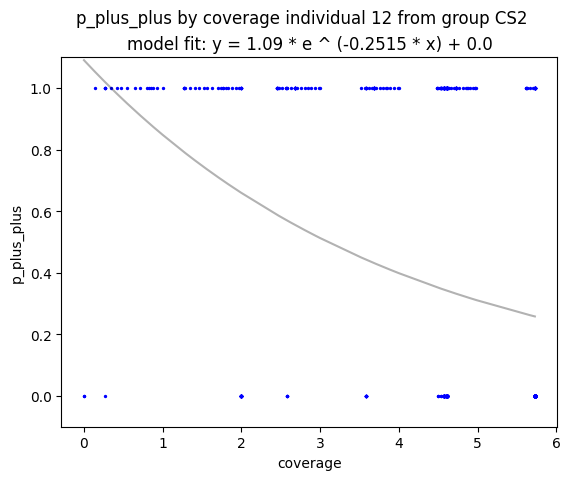 p_plus_plus by coverage individual 12 from group CS2
model fit: y = 1.09 * e ^ (-0.2515 * x) + 0.0
1.0
0.8
0.6
0.4
0.2
0.0
p_plus_plus
0 1 2 3 4 5 6
coverage